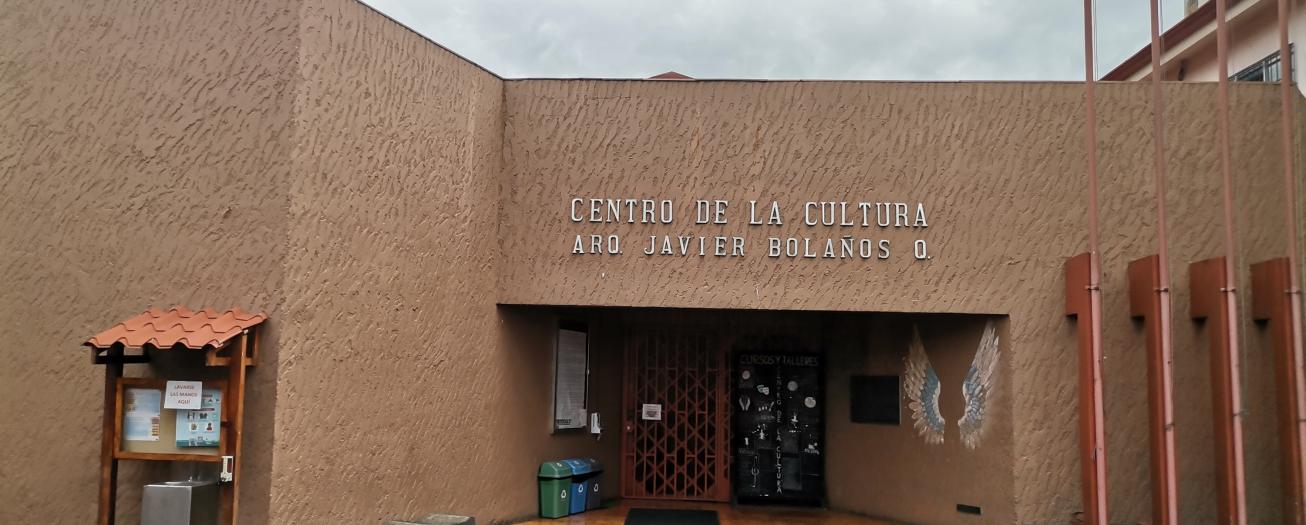 CENTRO DE LA CULTURA
ARQ. JAVIER BOLAÑOS Q.
LAVARSE
LAS MANOS
AQUÍ
CURSOS Y TALLERES
CENTRO DE LA CULTURA